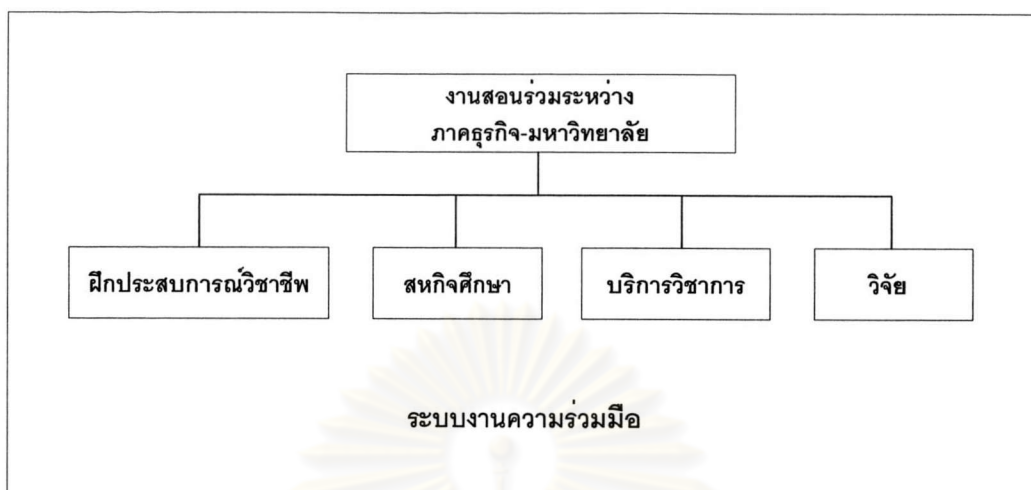 งานสอนร่วมระหว่าง
ภาคธุรกิจ-มหาวิทยาลัย
ฝึกประสบการณ์วิชาชีพ สหกิจศึกษา บริการวิชาการ วิจัย
ระบบงานความร่วมมือ